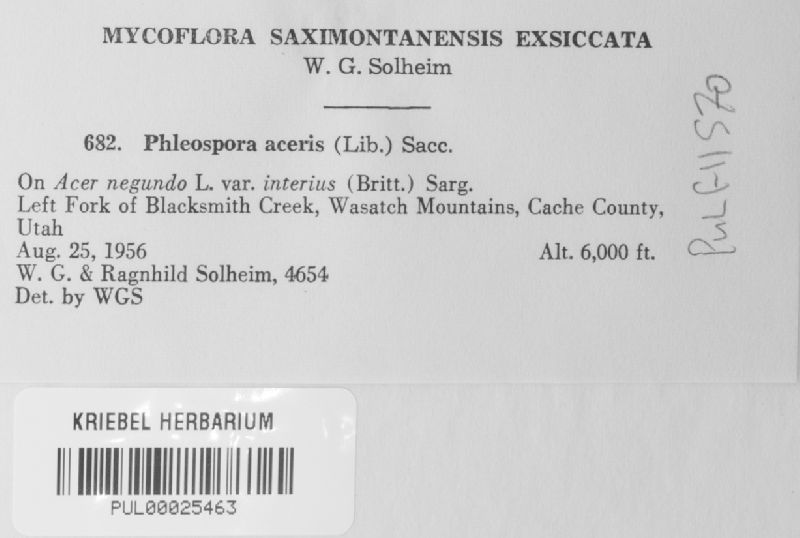 MYCOFLORA SAXIMONTANENSIS EXSICCATA
W. G. Solheim
682. Phleospora aceris (Lib.) Sacc.
On Acer negundo L. var. interius (Britt.) Sarg.
Left Fork of Blacksmith Creek, Wasatch Mountains, Cache County,
Utah
Aug. 25, 1956 Alt. 6,000 ft.
W. G. & Ragnhild Solheim, 4654
Det. by WGS
PUL F-11570
KRIEBEL HERBARIUM
PUL00025463